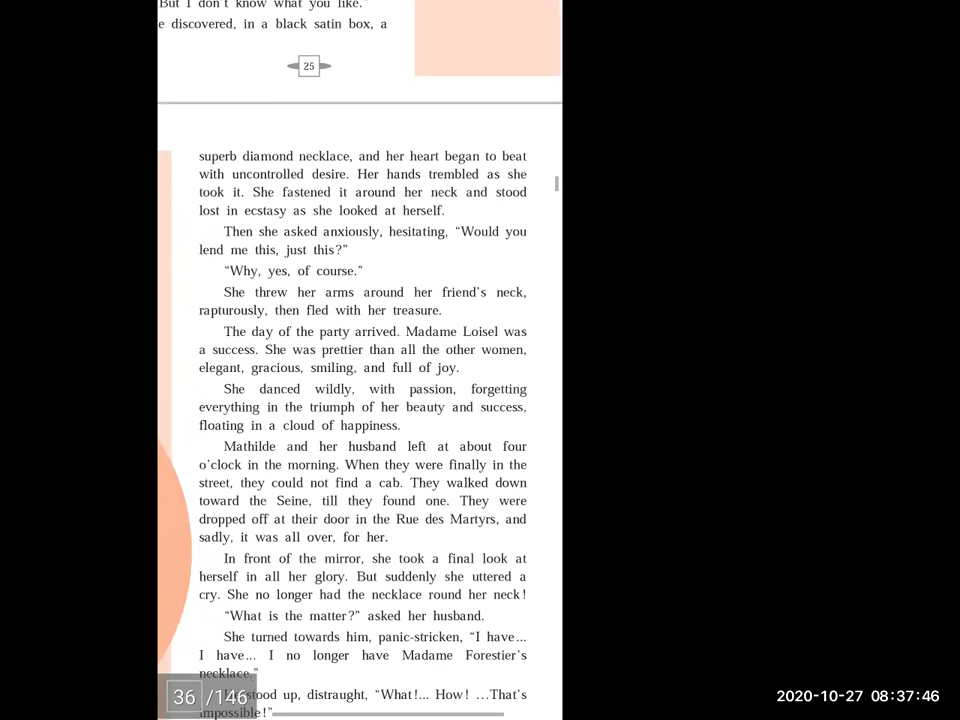 But I don't know what you like."
e discovered, in a black satin box, a
25
superb diamond necklace, and her heart began to beat
with uncontrolled desire. Her hands trembled as she
took it. She fastened it around her neck and stood
lost in ecstasy as she looked at herself.
Then she asked anxiously, hesitating, “Would you
lend me this, just this?”
“Why, yes, of course.”
She threw her arms around her friend's neck,
rapturously, then fled with her treasure.
The day of the party arrived. Madame Loisel was
a success. She was prettier than all the other women,
elegant, gracious, smiling, and full of joy.
She danced wildly, with passion, forgetting
everything in the triumph of her beauty and success,
floating in a cloud of happiness.
Mathilde and her husband left at about four
o'clock in the morning. When they were finally in the
street, they could not find a cab. They walked down
toward the Seine, till they found one. They were
dropped off at their door in the Rue des Martyrs, and
sadly, it was all over, for her.
In front of the mirror, she took a final look at
herself in all her glory. But suddenly she uttered a
cry. She no longer had the necklace round her neck!
“What is the matter?” asked her husband.
She turned towards him, panic-stricken, “I have...
I have... I no longer have Madame Forestier's
necklace.”
stood up, distraught, “What!... How! ...That's
impossible!”
36 /146
2020-10-27 08:37:46